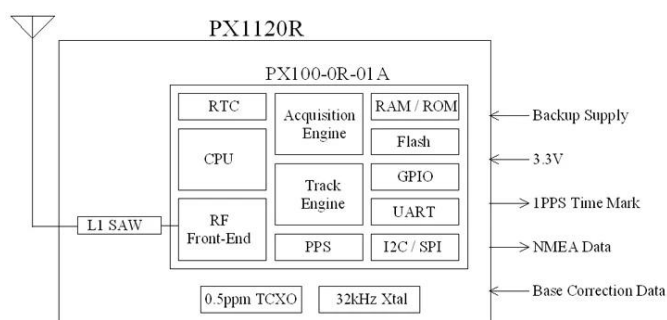 PX1120R
PX100-0R-01A
RTC
Acquisition
Engine
RAM / ROM
Backup Supply
CPU
Flash
3.3V
Track
Engine
GPIO
1PPS Time Mark
L1 SAW
RF
Front-End
UART
PPS
I2C / SPI
NMEA Data
0.5ppm TCXO
32kHz Xtal
Base Correction Data